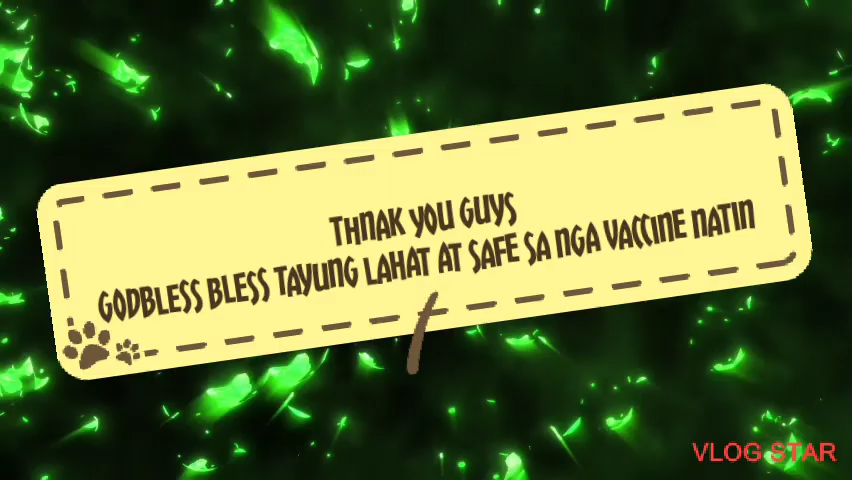 THNAK YOU GUYS
GODBLESS BLESS TAYUNG LAHAT AT SAFE SA NGA VACCINE NATIN
VLOG STAR